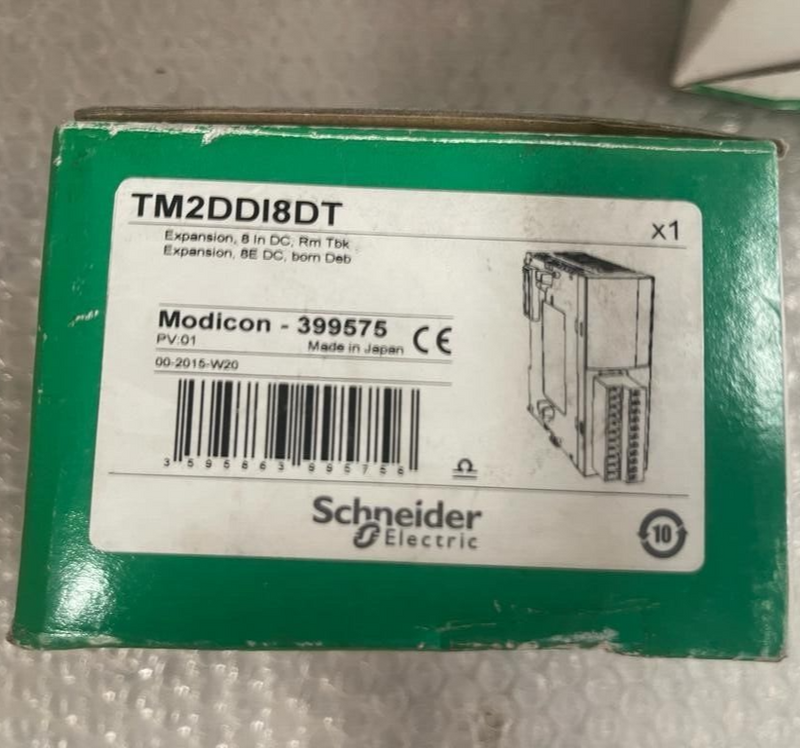 TM2DDI8DT
x1
Expansion, 8 In DC, Rm Tbk
Expansion, 8E DC, born Deb
Modicon - 399575
PV:01 Made in Japan CE
00-2015-W20
3 595863 995756
Schneider
Electric
10